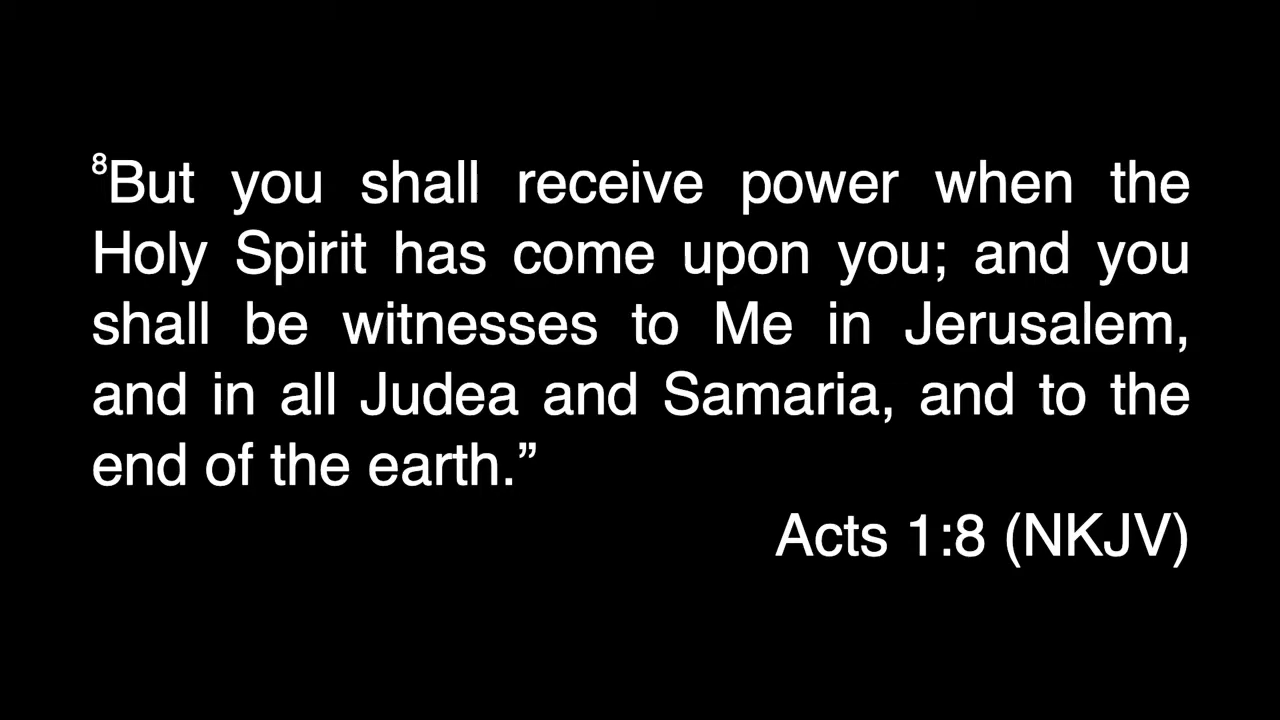 ⁸But you shall receive power when the
Holy Spirit has come upon you; and you
shall be witnesses to Me in Jerusalem,
and in all Judea and Samaria, and to the
end of the earth.”
Acts 1:8 (NKJV)